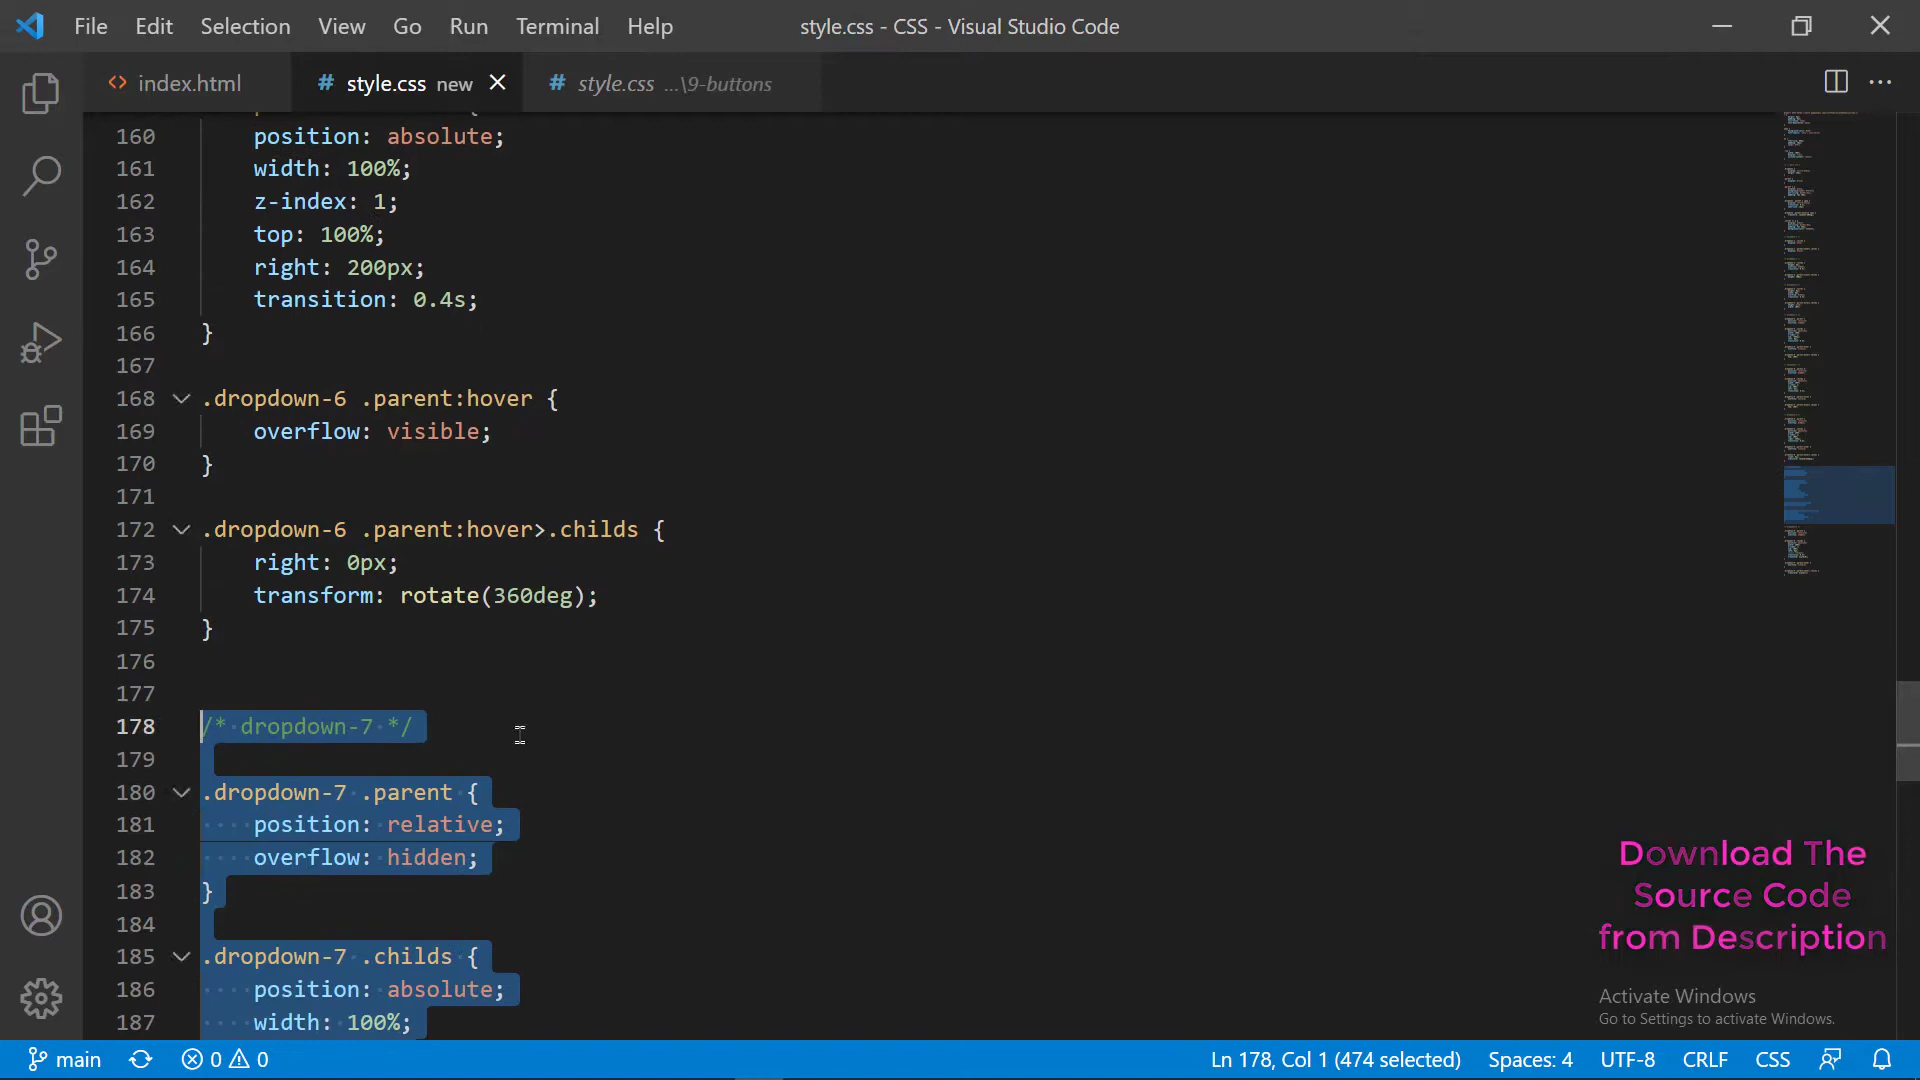 File Edit Selection View Go Run Terminal Help style.css - CSS - Visual Studio Code
<> index.html # style.css new # style.css ...\9-buttons
160 position: absolute;
161 width: 100%;
162 z-index: 1;
163 top: 100%;
164 right: 200px;
165 transition: 0.4s;
166 }
167
168 .dropdown-6 .parent:hover {
169 overflow: visible;
170 }
171
172 .dropdown-6 .parent:hover>.childs {
173 right: 0px;
174 transform: rotate(360deg);
175 }
176
177
178 /* dropdown-7 */
179
180 .dropdown-7 .parent {
181 position: relative;
182 overflow: hidden;
183 }
184
185 .dropdown-7 .childs {
186 position: absolute;
187 width: 100%;
Download The
Source Code
from Description
Activate Windows
Go to Settings to activate Windows.
main 0 0 Ln 178, Col 1 (474 selected) Spaces: 4 UTF-8 CRLF CSS